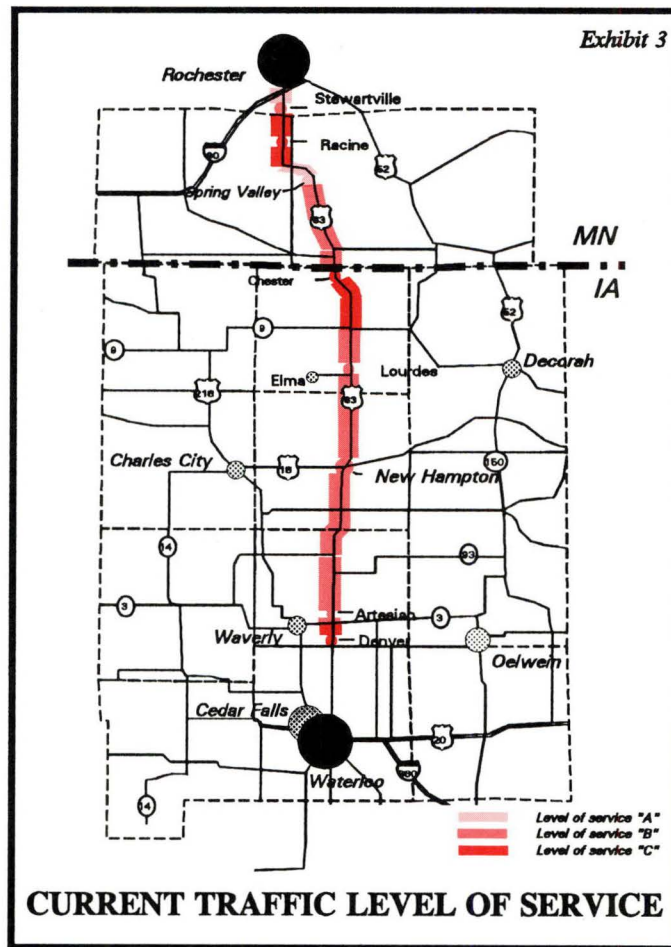 Exhibit 3
Rochester
Stewartville
Racine
90
52
Spring Valley
63
MN
Chester
IA
52
9
9
Decorah
Elma
Lourdes
218
63
Charles City
18
New Hampton
150
14
93
3
Artesian
3
Waverly
Denver
Oelwein
Cedar Falls
20
Waterloo
380
14
Level of service "A"
Level of service "B"
Level of service "C"
CURRENT TRAFFIC LEVEL OF SERVICE